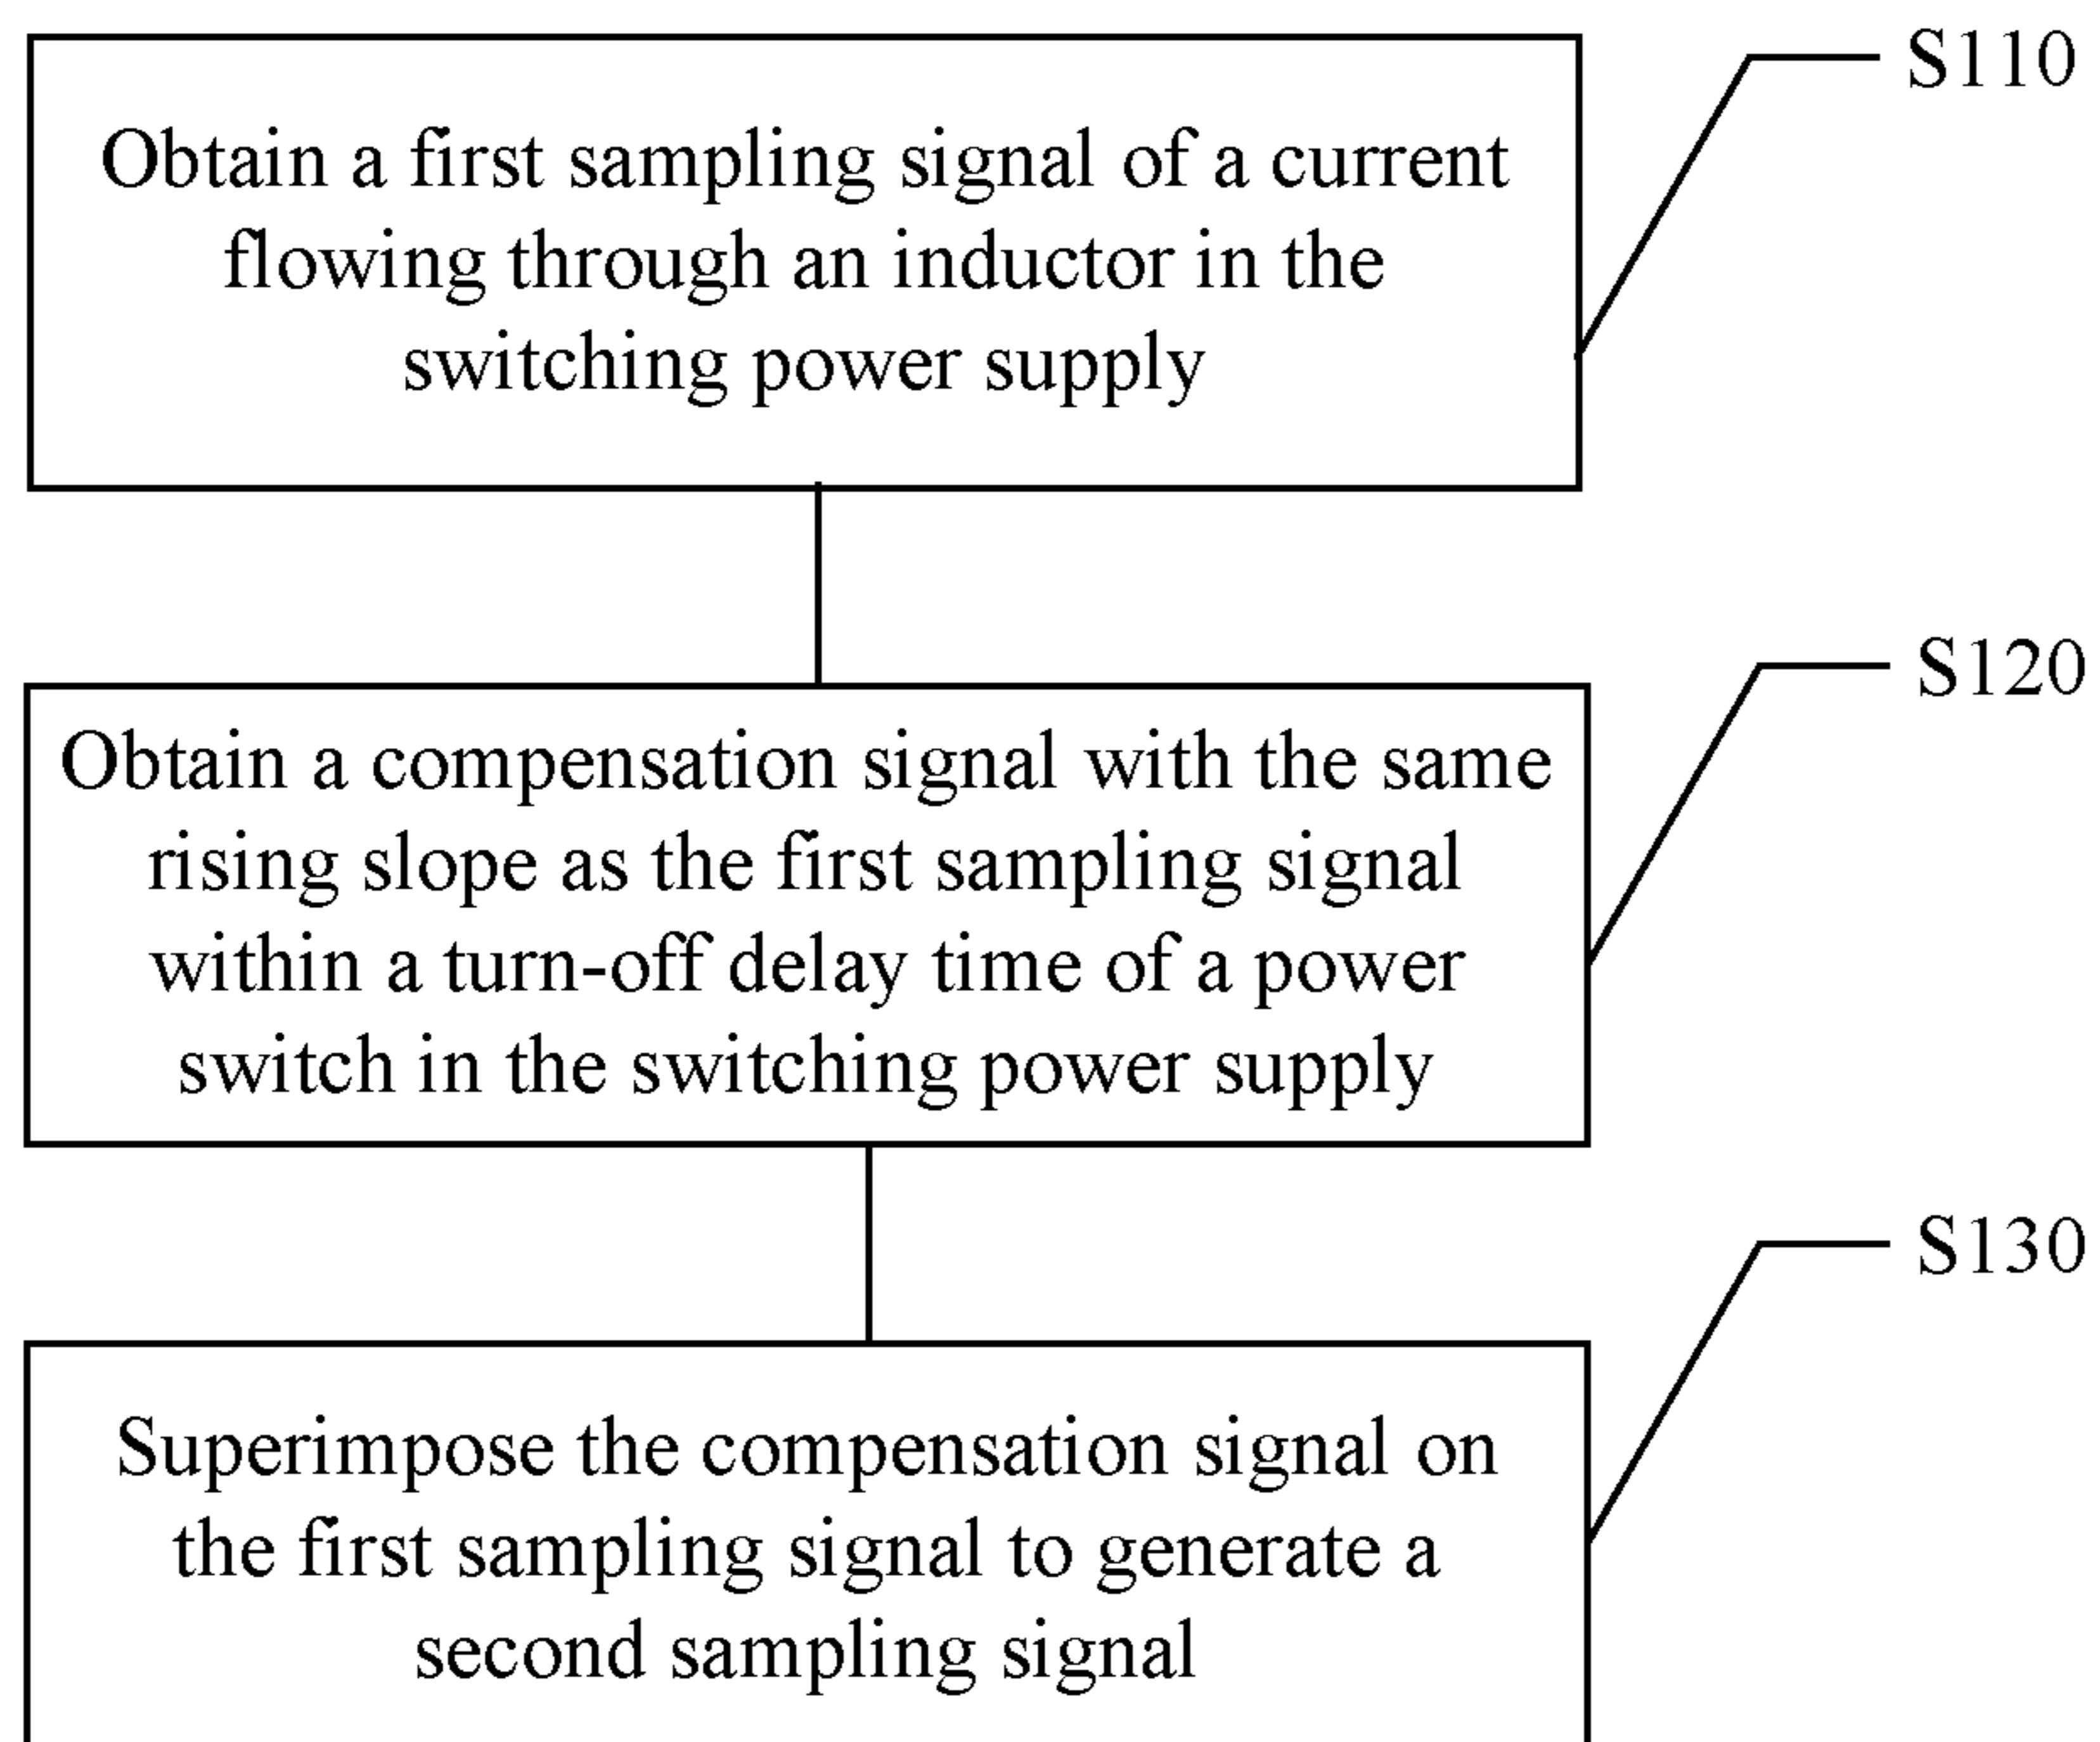 S110
Obtain a first sampling signal of a current
flowing through an inductor in the
switching power supply
S120
Obtain a compensation signal with the same
rising slope as the first sampling signal
within a turn-off delay time of a power
switch in the switching power supply
S130
Superimpose the compensation signal on
the first sampling signal to generate a
second sampling signal